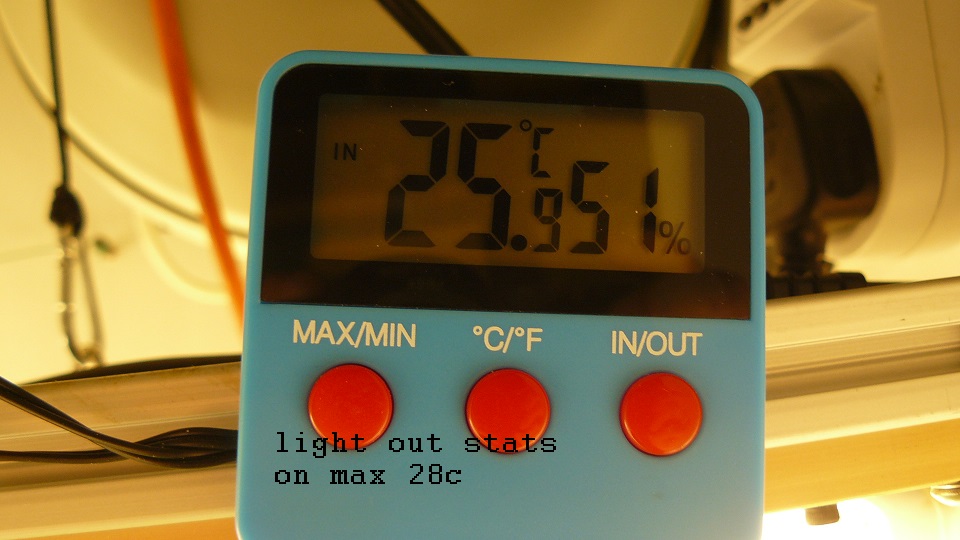 IN 25.9 °C 51 %
MAX/MIN °C/°F IN/OUT
light out stats
on max 28c